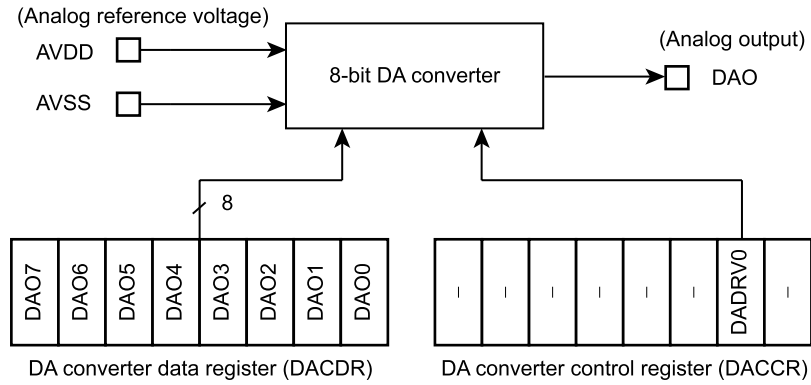 (Analog reference voltage)
AVDD
AVSS
8-bit DA converter
(Analog output)
DAO
8
DAO7
DAO6
DAO5
DAO4
DAO3
DAO2
DAO1
DAO0
–
–
–
–
–
–
DADRV0
–
DA converter data register (DACDR)
DA converter control register (DACCR)